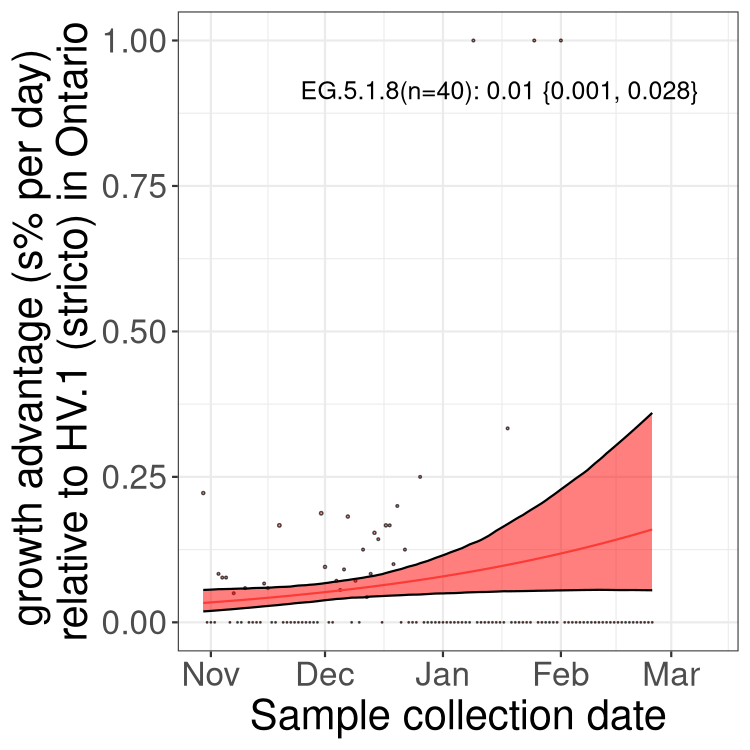 growth advantage (s% per day)
relative to HV.1 (stricto) in Ontario
1.00
0.75
0.50
0.25
0.00
EG.5.1.8(n=40): 0.01 {0.001, 0.028}
Nov Dec Jan Feb Mar
Sample collection date